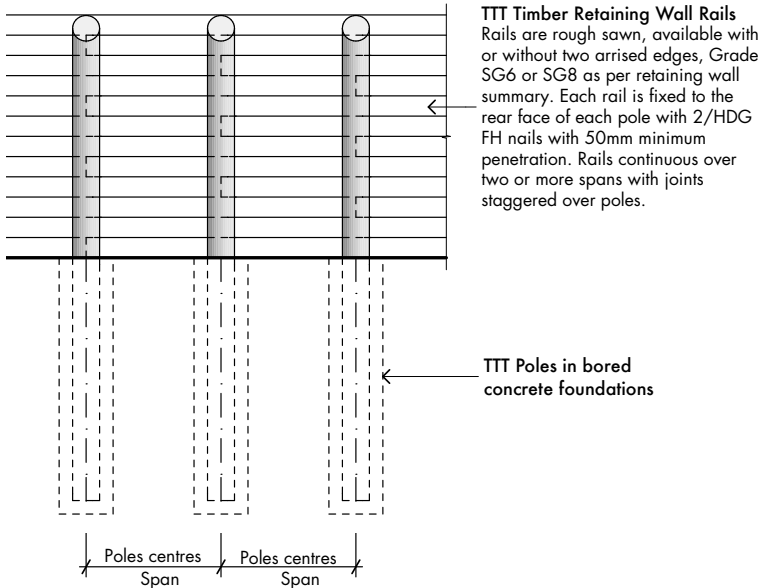 TTT Timber Retaining Wall Rails
Rails are rough sawn, available with
or without two arrised edges, Grade
SG6 or SG8 as per retaining wall
summary. Each rail is fixed to the
rear face of each pole with 2/HDG
FH nails with 50mm minimum
penetration. Rails continuous over
two or more spans with joints
staggered over poles.
TTT Poles in bored
concrete foundations
Poles centres
Span
Poles centres
Span